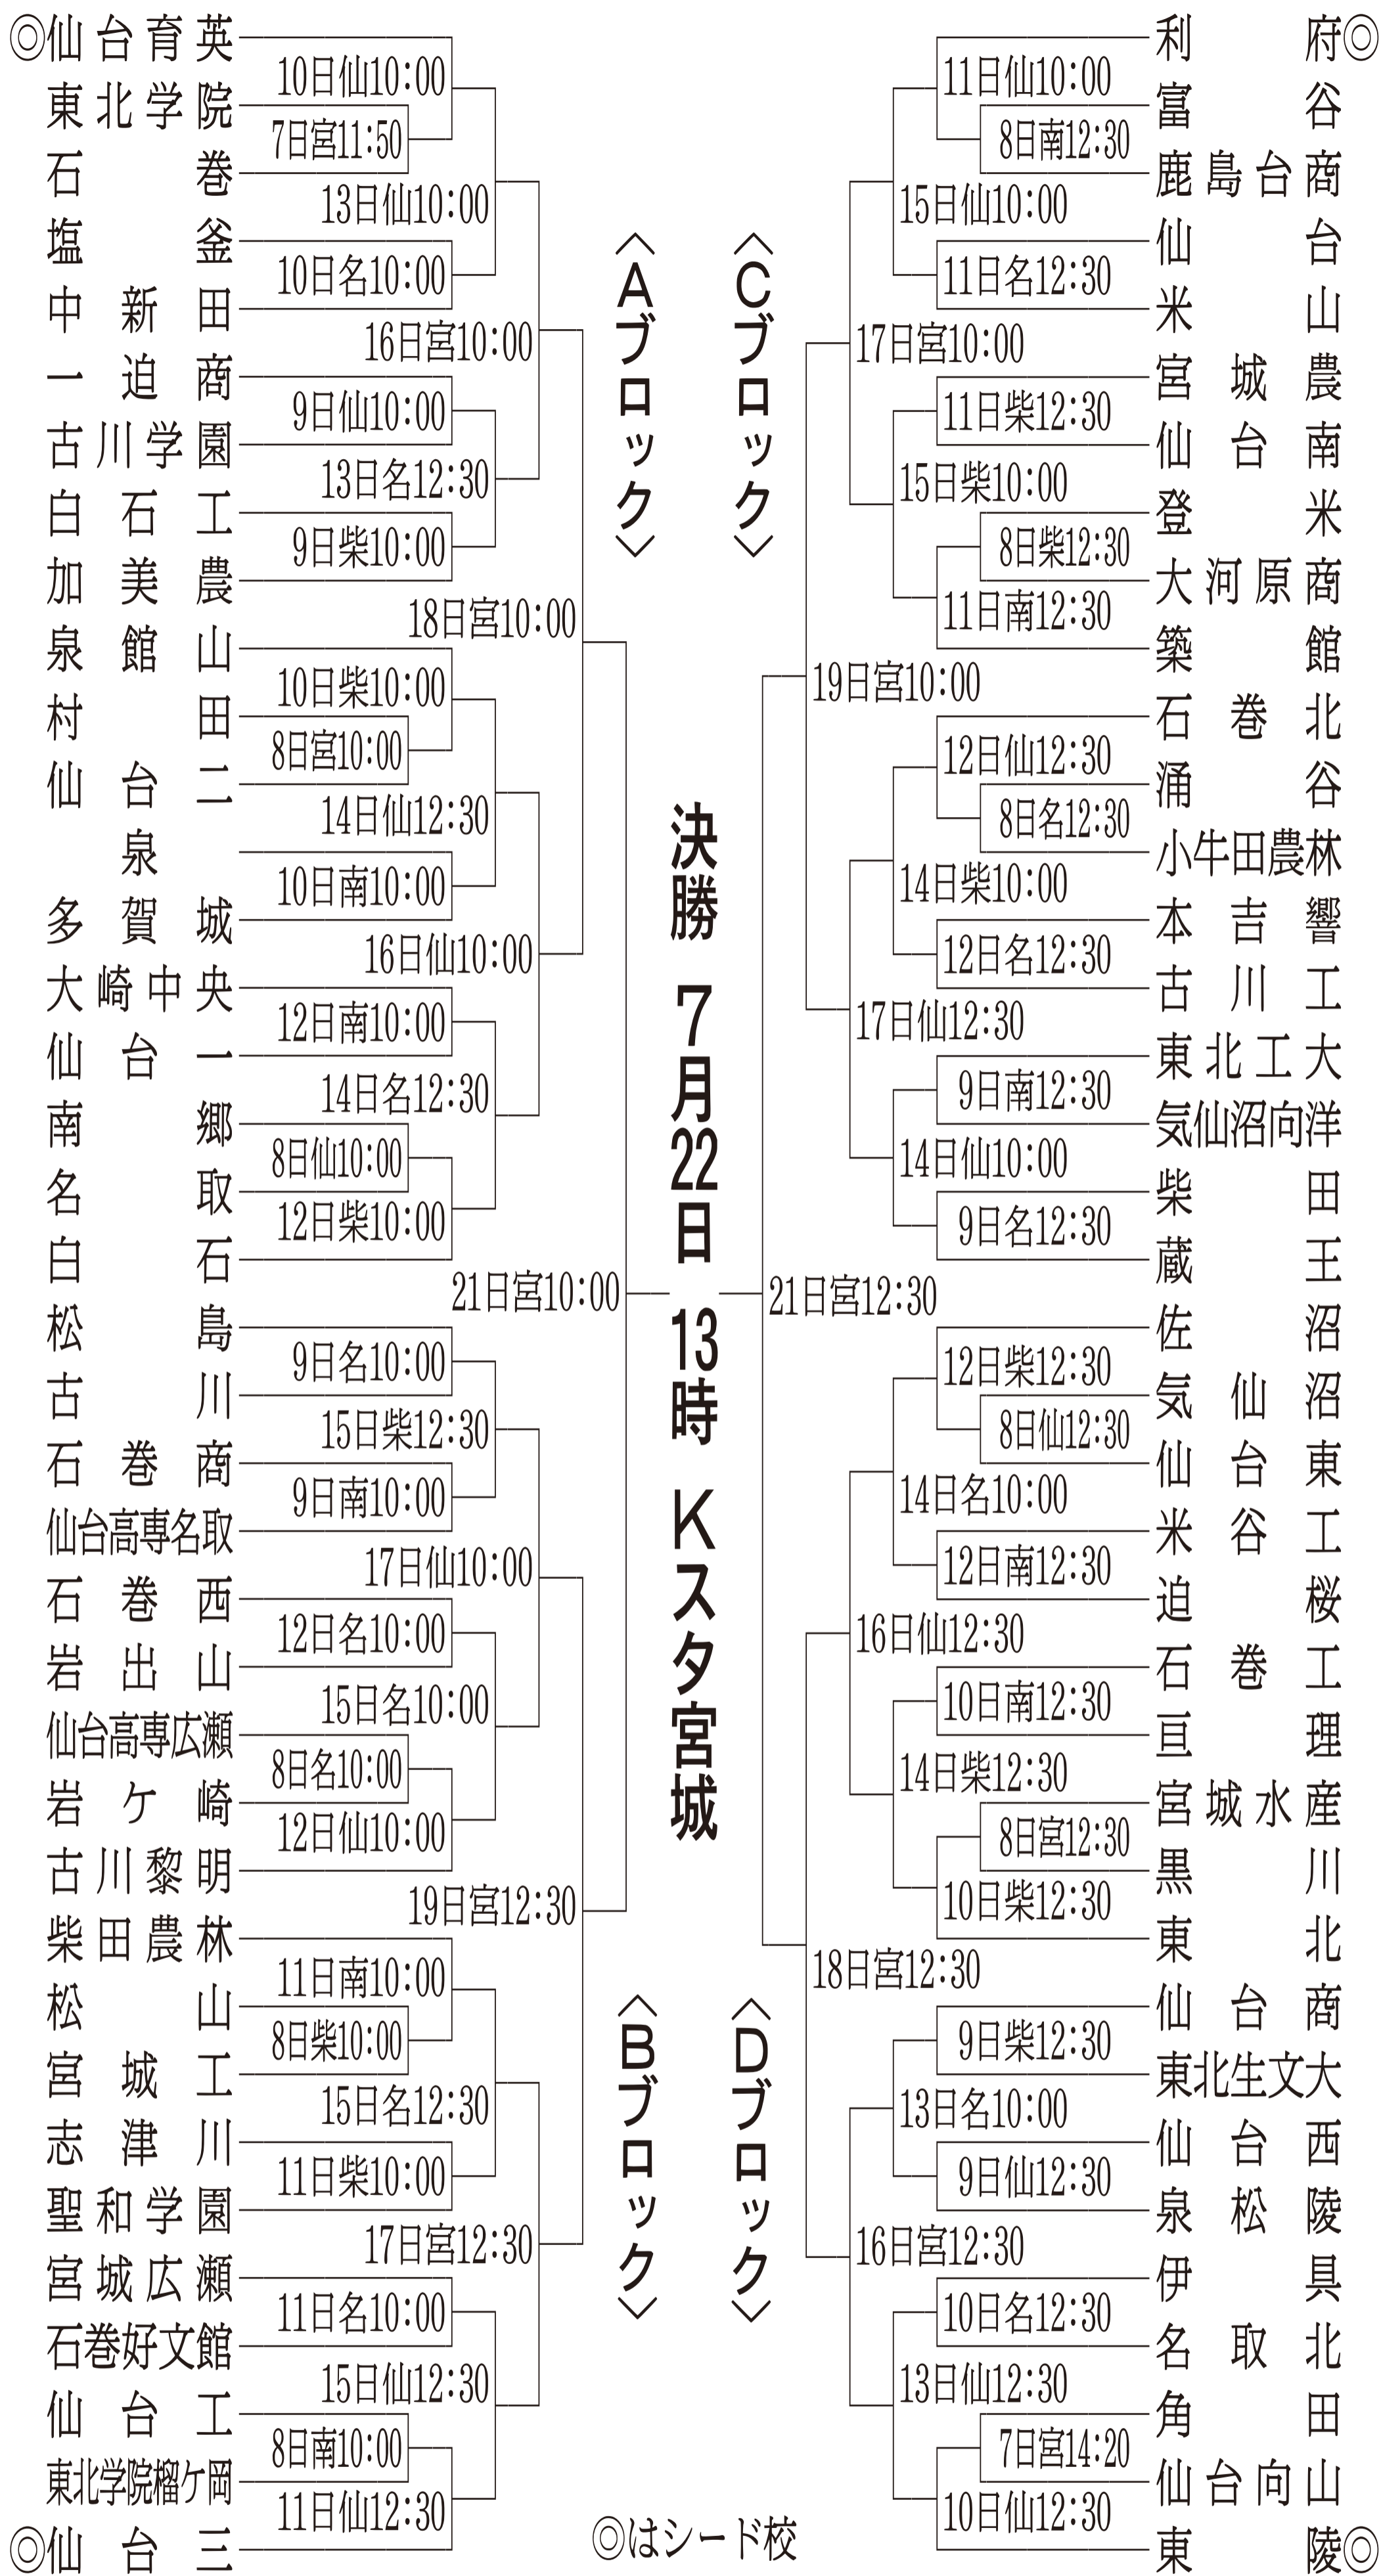 ◎仙台育英
10日仙10:00
東北学院
7日宮11:50
石巻
13日仙10:00
塩釜
10日名10:00
中新田
16日宮10:00
一迫商
9日仙10:00
古川学園
13日名12:30
白石工
9日柴10:00
加美農
18日宮10:00
泉館山
10日柴10:00
村田
8日宮10:00
仙台二
14日仙12:30
泉
10日南10:00
多賀城
16日仙10:00
大崎中央
12日南10:00
仙台一
14日名12:30
南郷
8日仙10:00
名取
12日柴10:00
白石
21日宮10:00
松島
9日名10:00
古川
15日柴12:30
石巻商
9日南10:00
仙台高専名取
17日仙10:00
石巻西
12日名10:00
岩出山
15日名10:00
仙台高専広瀬
8日名10:00
岩ケ崎
12日仙10:00
古川黎明
19日宮12:30
柴田農林
11日南10:00
松山
8日柴10:00
宮城工
15日名12:30
志津川
11日柴10:00
聖和学園
17日宮12:30
宮城広瀬
11日名10:00
石巻好文館
15日仙12:30
仙台工
8日南10:00
東北学院榴ケ岡
11日仙12:30
◎仙台三
〈Aブロック〉
〈Bブロック〉
決勝 7月22日 13時 Kスタ宮城
〈Cブロック〉
〈Dブロック〉
利府◎
11日仙10:00
富谷
8日南12:30
鹿島台商
15日仙10:00
仙台
11日名12:30
米山
17日宮10:00
宮城農
11日柴12:30
仙台南
15日柴10:00
登米
8日柴12:30
大河原商
11日南12:30
築館
19日宮10:00
石巻北
12日仙12:30
涌谷
8日名12:30
小牛田農林
14日柴10:00
本吉響
12日名12:30
古川工
17日仙12:30
東北工大
9日南12:30
気仙沼向洋
14日仙10:00
柴田
9日名12:30
蔵王
21日宮12:30
佐沼
12日柴12:30
気仙沼
8日仙12:30
仙台東
14日名10:00
米谷工
12日南12:30
迫桜
16日仙12:30
石巻工
10日南12:30
亘理
14日柴12:30
宮城水産
8日宮12:30
黒川
10日柴12:30
東北
18日宮12:30
仙台商
9日柴12:30
東北生文大
13日名10:00
仙台西
9日仙12:30
泉松陵
16日宮12:30
伊具
10日名12:30
名取北
13日仙12:30
角田
7日宮14:20
仙台向山
10日仙12:30
東陵◎
◎はシード校